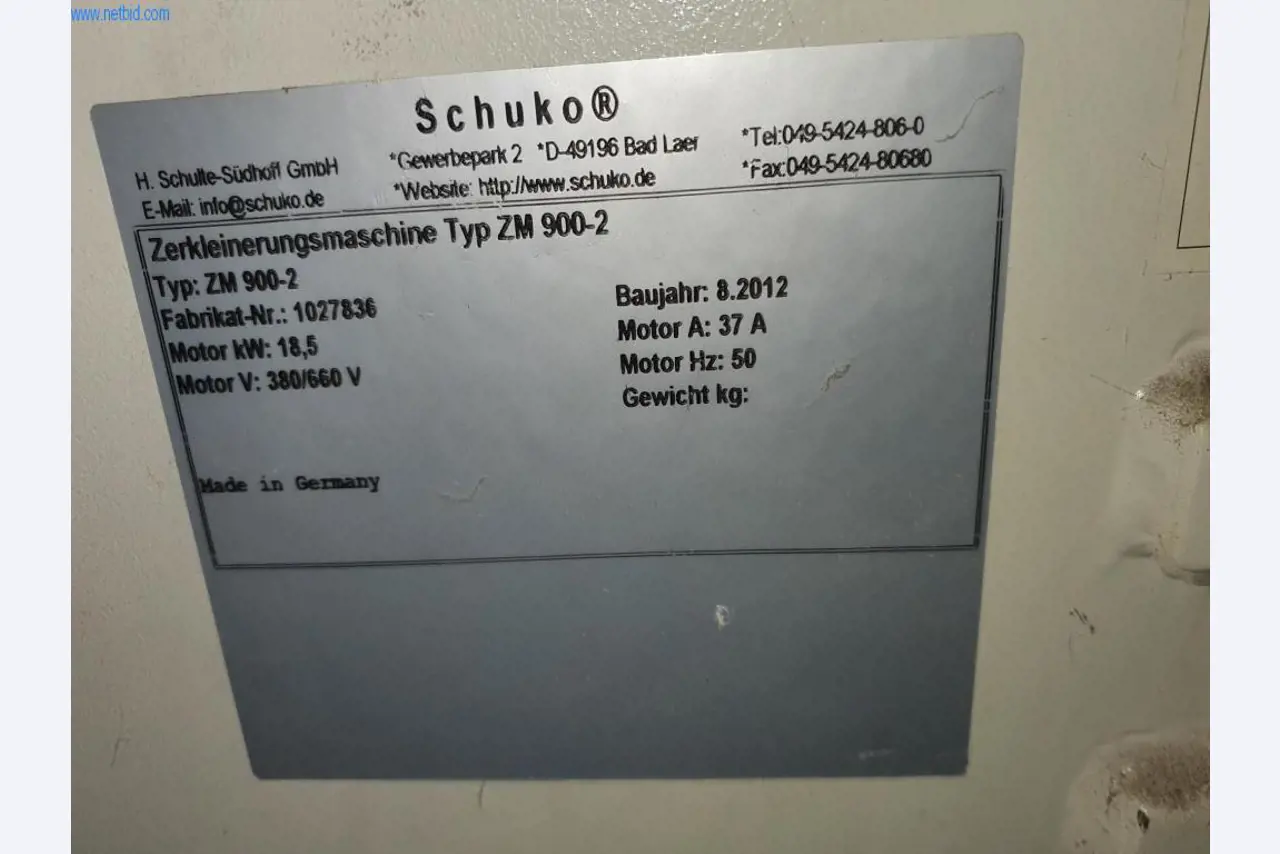 www.netbid.com
Schuko®
H. Schulte-Südhoff GmbH *Gewerbepark 2 *D-49196 Bad Laer *Tel:049-5424-806-0
E-Mail: info@schuko.de *Website: http://www.schuko.de *Fax:049-5424-80680
Zerkleinerungsmaschine Typ ZM 900-2
Typ: ZM 900-2
Fabrikat-Nr.: 1027836 Baujahr: 8.2012
Motor kW: 18,5 Motor A: 37 A
Motor V: 380/660 V Motor Hz: 50
Gewicht kg:
Made in Germany